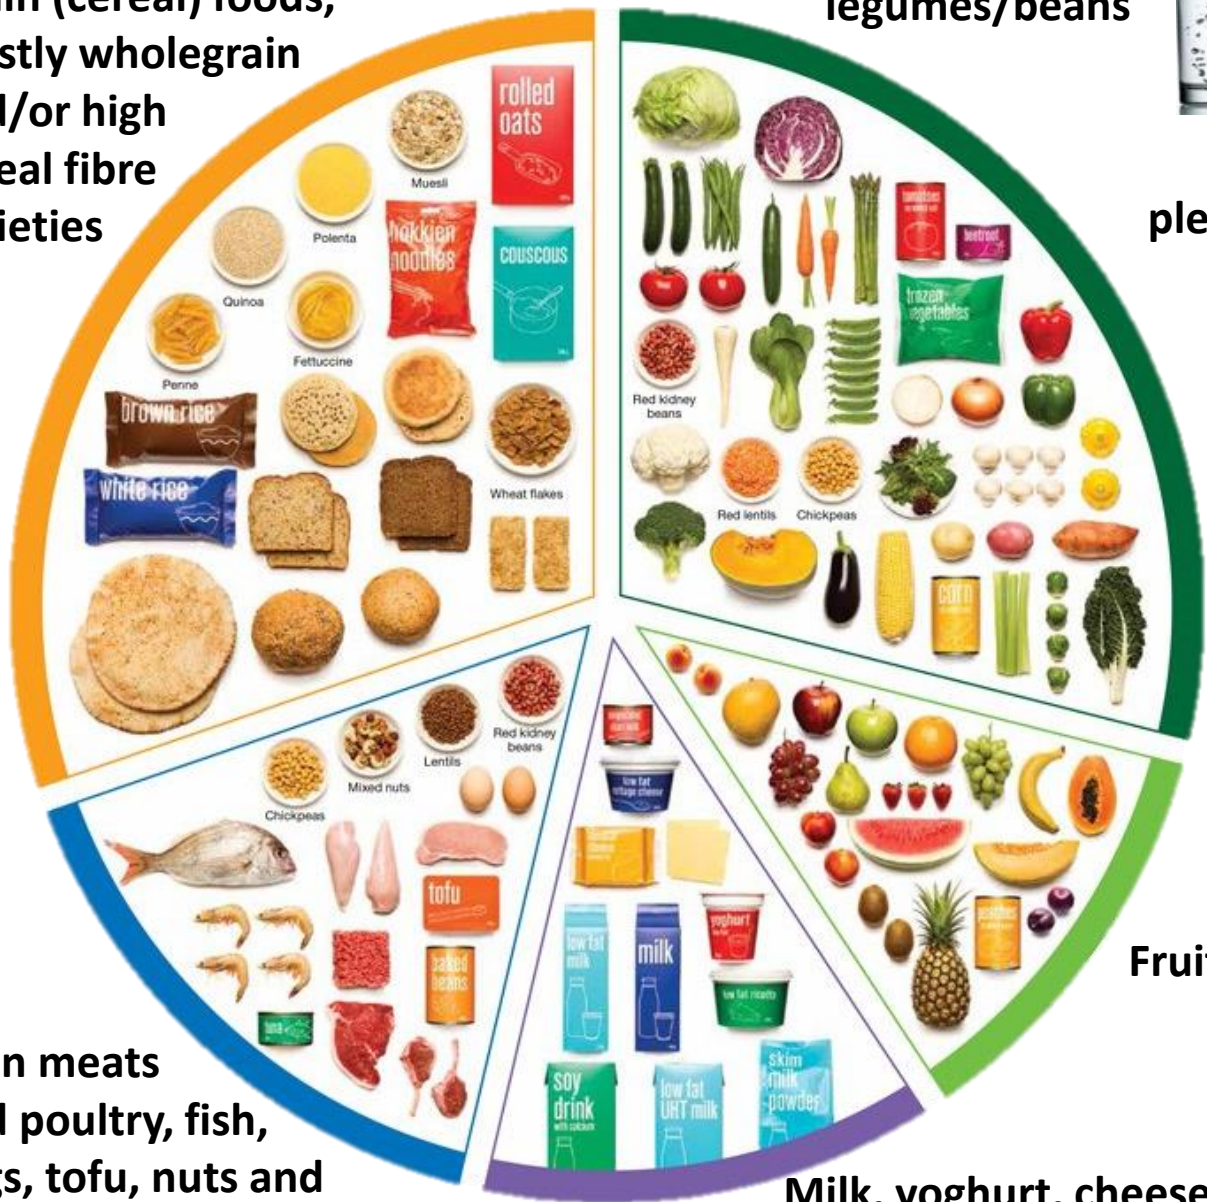 in (cereal) foods,
stly wholegrain
d/or high
eal fibre
ieties
legumes/beans
ple
rolled
oats
Muesli
Polenta
hokkien
noodles
couscous
Quinoa
Fettuccine
Penne
brown rice
white rice
Wheat flakes
tomatoes
beetroot
frozen
vegetables
Red kidney
beans
Red lentils
Chickpeas
corn
Red kidney
beans
Lentils
Mixed nuts
Chickpeas
tofu
baked
beans
tuna
low fat
cottage cheese
cheese
low fat
milk
milk
yoghurt
low fat ricotta
soy
drink
with calcium
low fat
UHT milk
skim
milk
powder
peaches
Fruit
n meats
d poultry, fish,
gs, tofu, nuts and
Milk, yoghurt, cheese